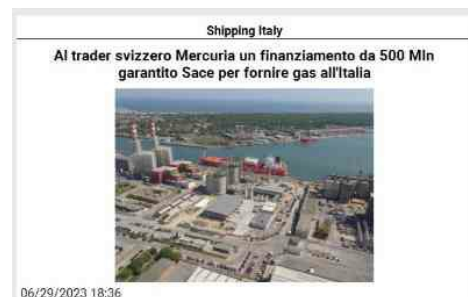 Shipping Italy
Al trader svizzero Mercuria un finanziamento da 500 Mln
garantito Sace per fornire gas all'Italia
06/29/2023 18:36